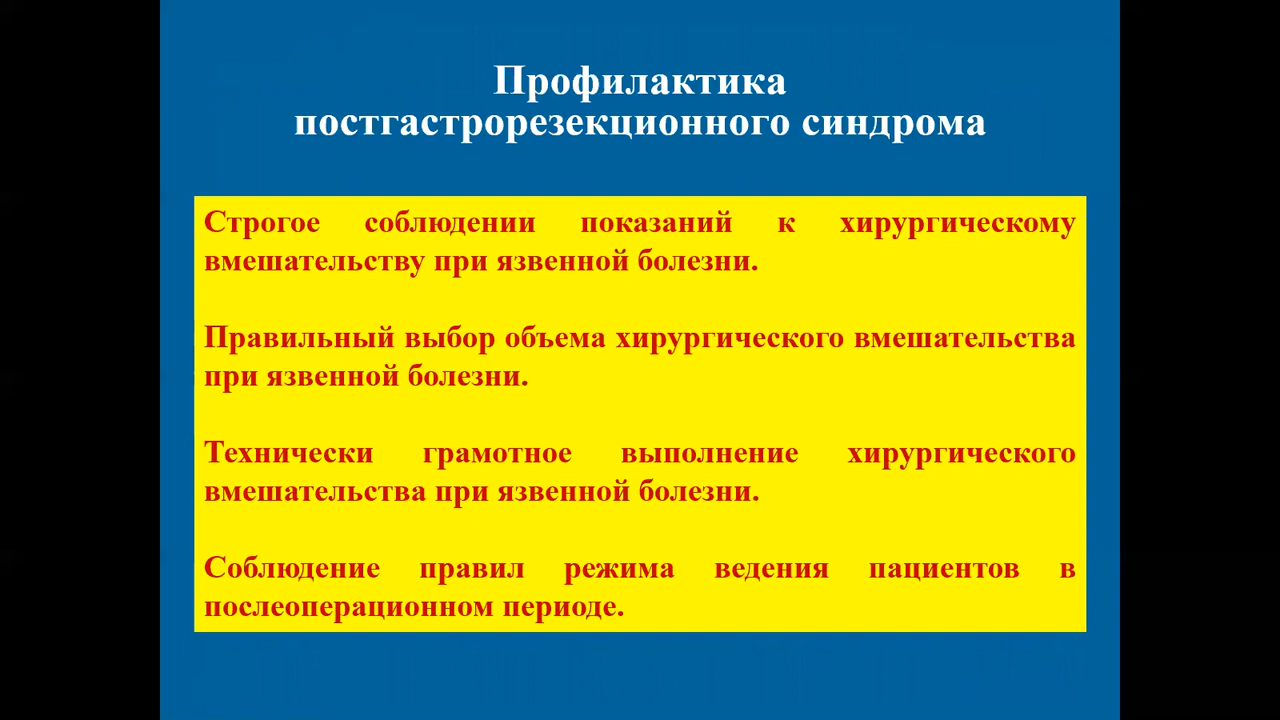 Профилактика
постгастрорезекционного синдрома
Строгое соблюдении показаний к хирургическому
вмешательству при язвенной болезни.
Правильный выбор объема хирургического вмешательства
при язвенной болезни.
Технически грамотное выполнение хирургического
вмешательства при язвенной болезни.
Соблюдение правил режима ведения пациентов в
послеоперационном периоде.